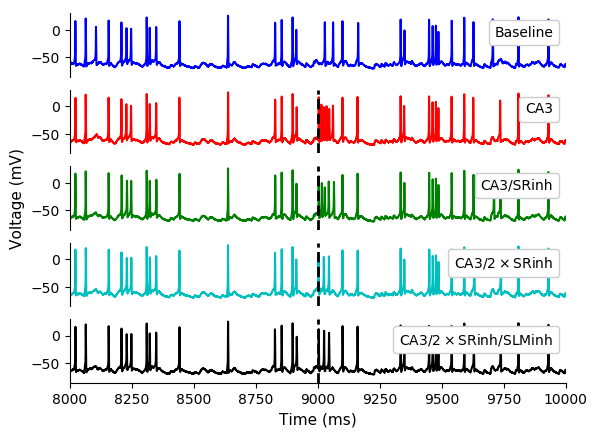 0
−50
Baseline
0
−50
CA3
0
−50
CA3/SRinh
0
−50
CA3/2 × SRinh
0
−50
CA3/2 × SRinh/SLMinh
Voltage (mV)
8000 8250 8500 8750 9000 9250 9500 9750 10000
Time (ms)